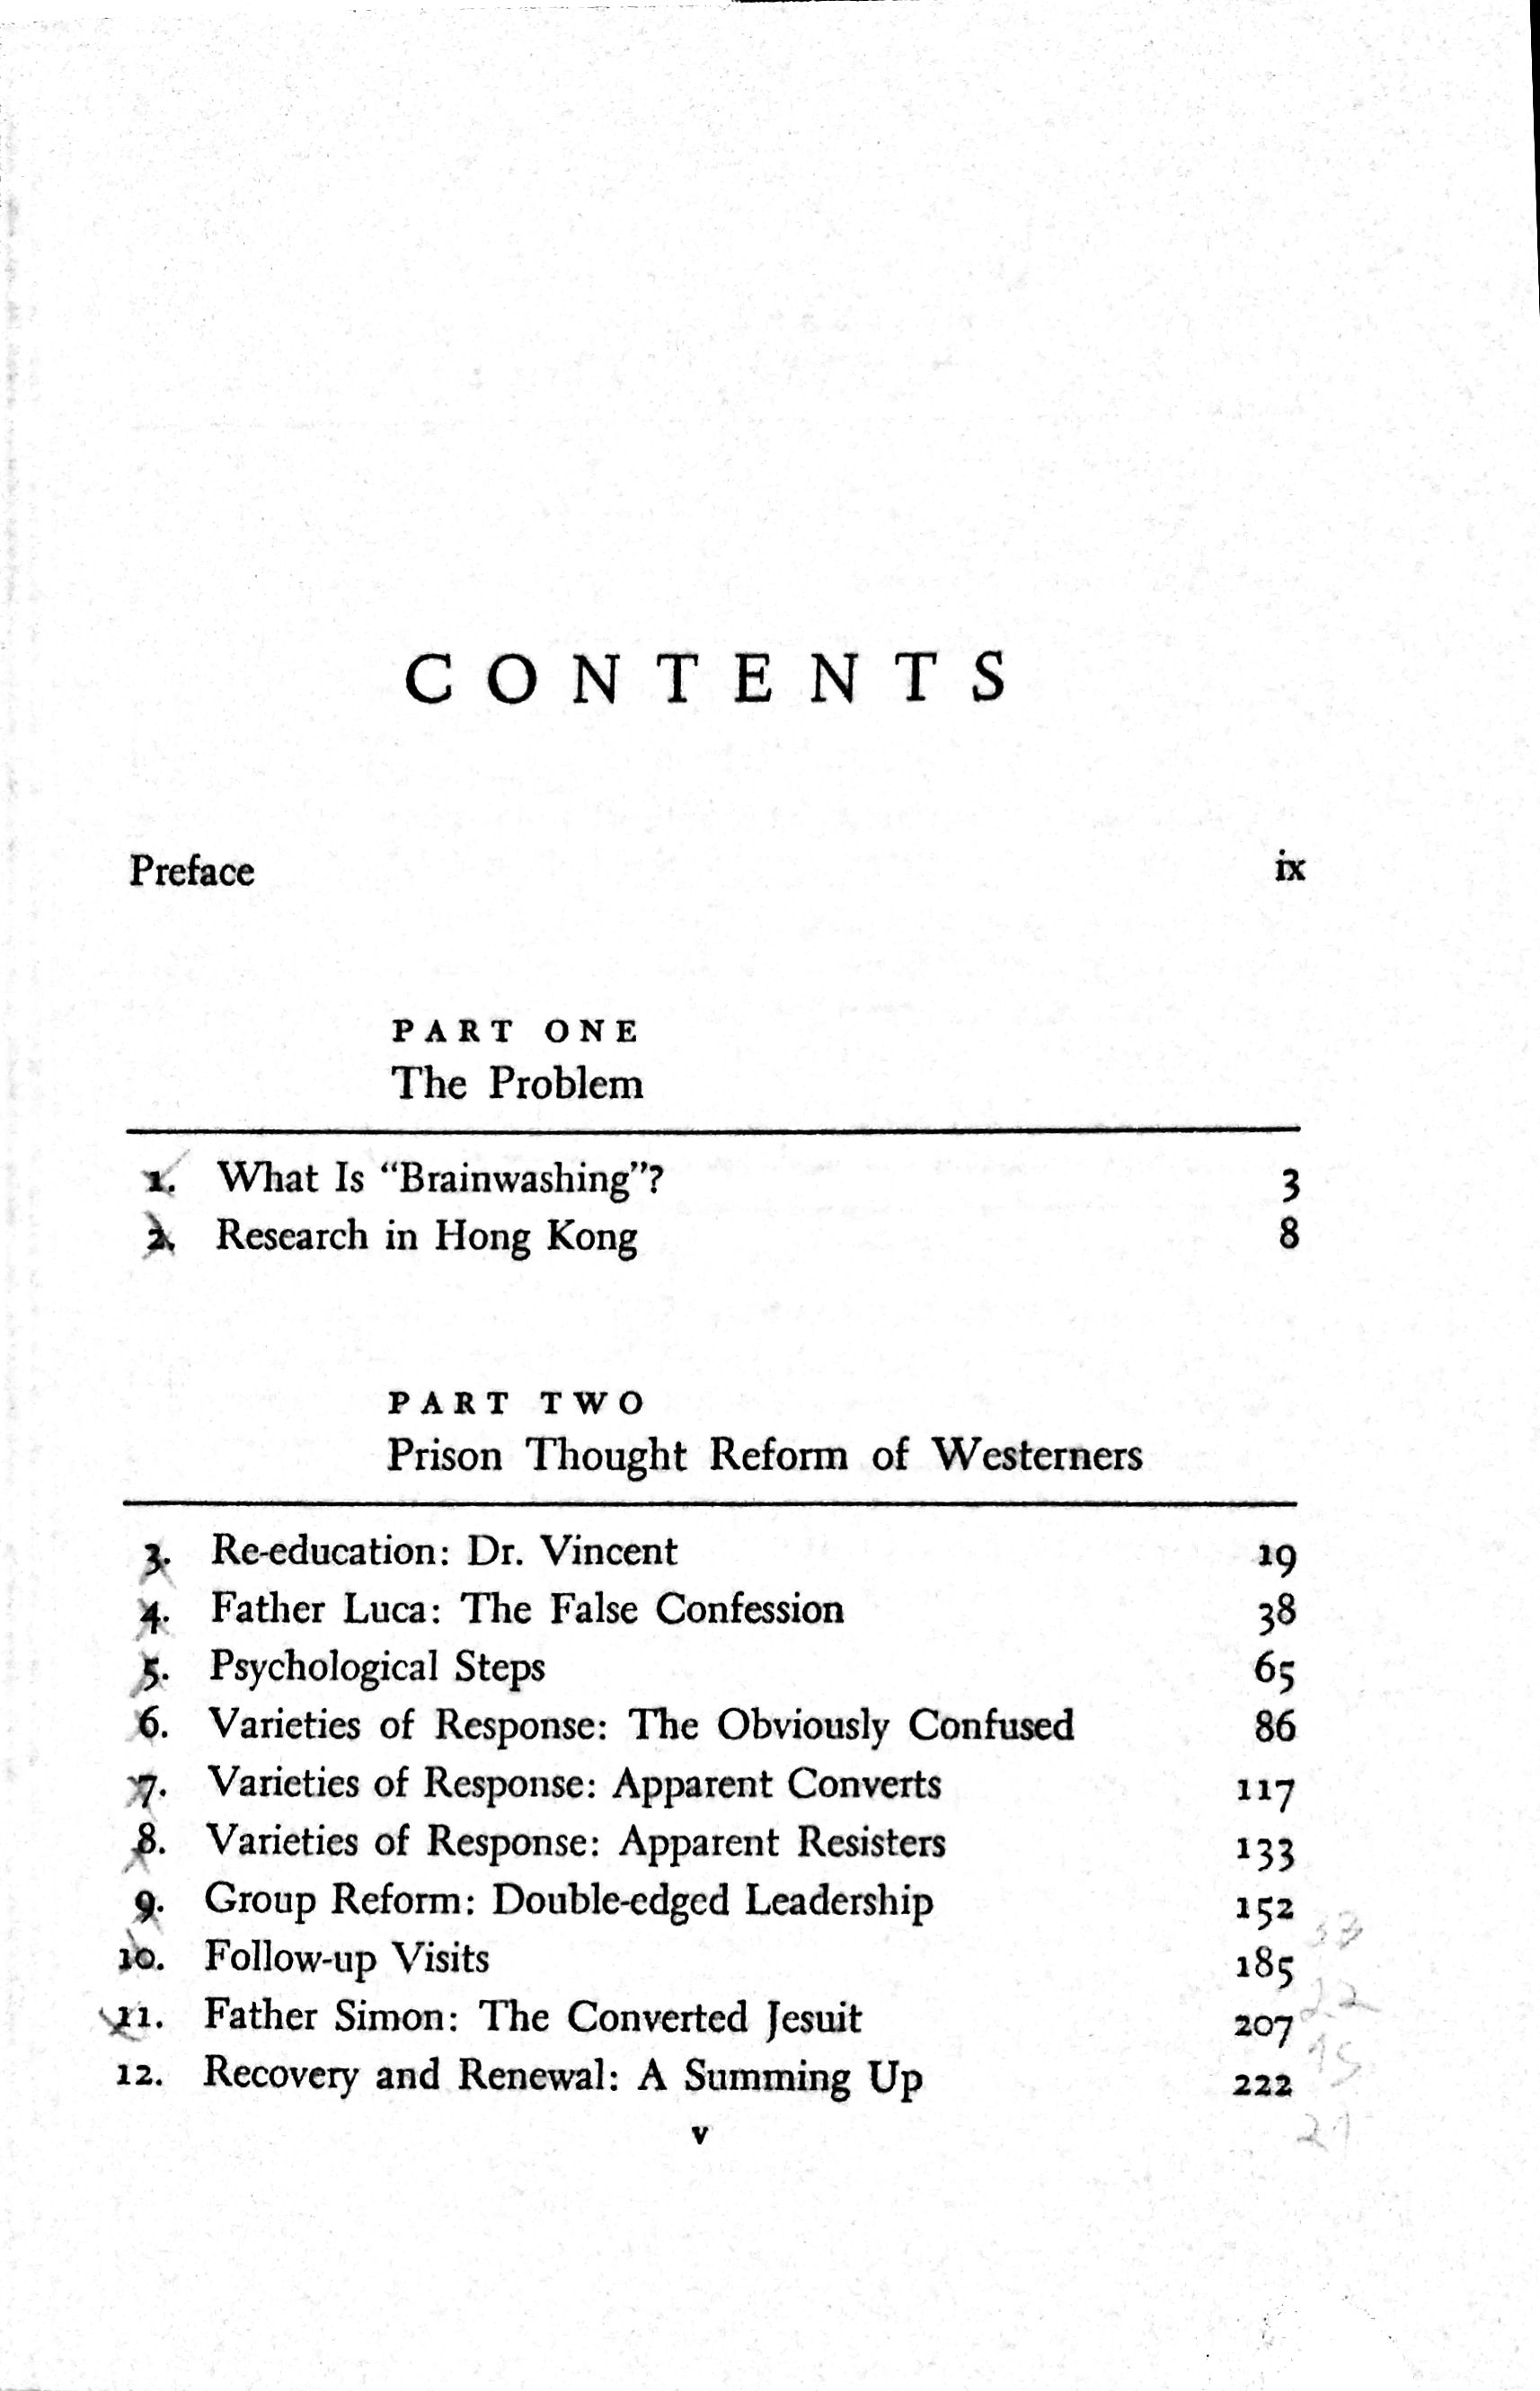 CONTENTS
Preface ix
PART ONE
The Problem
1. What Is “Brainwashing”? 3
2. Research in Hong Kong 8
PART TWO
Prison Thought Reform of Westerners
3. Re-education: Dr. Vincent 19
4. Father Luca: The False Confession 38
5. Psychological Steps 65
6. Varieties of Response: The Obviously Confused 86
7. Varieties of Response: Apparent Converts 117
8. Varieties of Response: Apparent Resisters 133
9. Group Reform: Double-edged Leadership 152
33
10. Follow-up Visits 185
22
11. Father Simon: The Converted Jesuit 207
15
12. Recovery and Renewal: A Summing Up 222
v